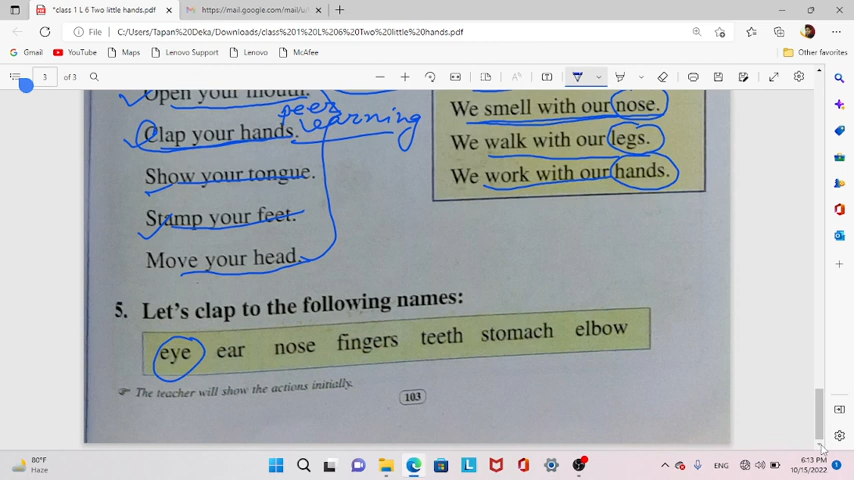 *class 1 L 6 Two little hands.pdf
https://mail.google.com/mail/u/
File
C:/Users/Tapan%20Deka/Downloads/class%201%20L%206%20Two%20little%20hands.pdf
Gmail YouTube Maps Lenovo Support Lenovo McAfee Other favorites
3 of 3
Open your mouth.
peer learning
Clap your hands.
Show your tongue.
Stamp your feet.
Move your head.
We smell with our nose.
We walk with our legs.
We work with our hands.
5. Let's clap to the following names:
eye ear nose fingers teeth stomach elbow
The teacher will show the actions initially.
103
80°F
Haze
ENG
6:13 PM
10/15/2022